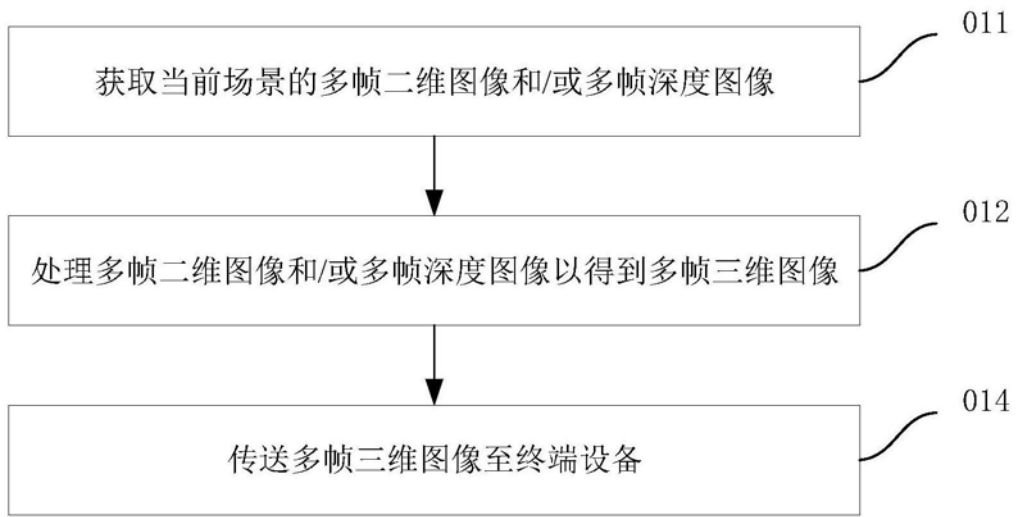 011
获取当前场景的多帧二维图像和/或多帧深度图像
012
处理多帧二维图像和/或多帧深度图像以得到多帧三维图像
014
传送多帧三维图像至终端设备